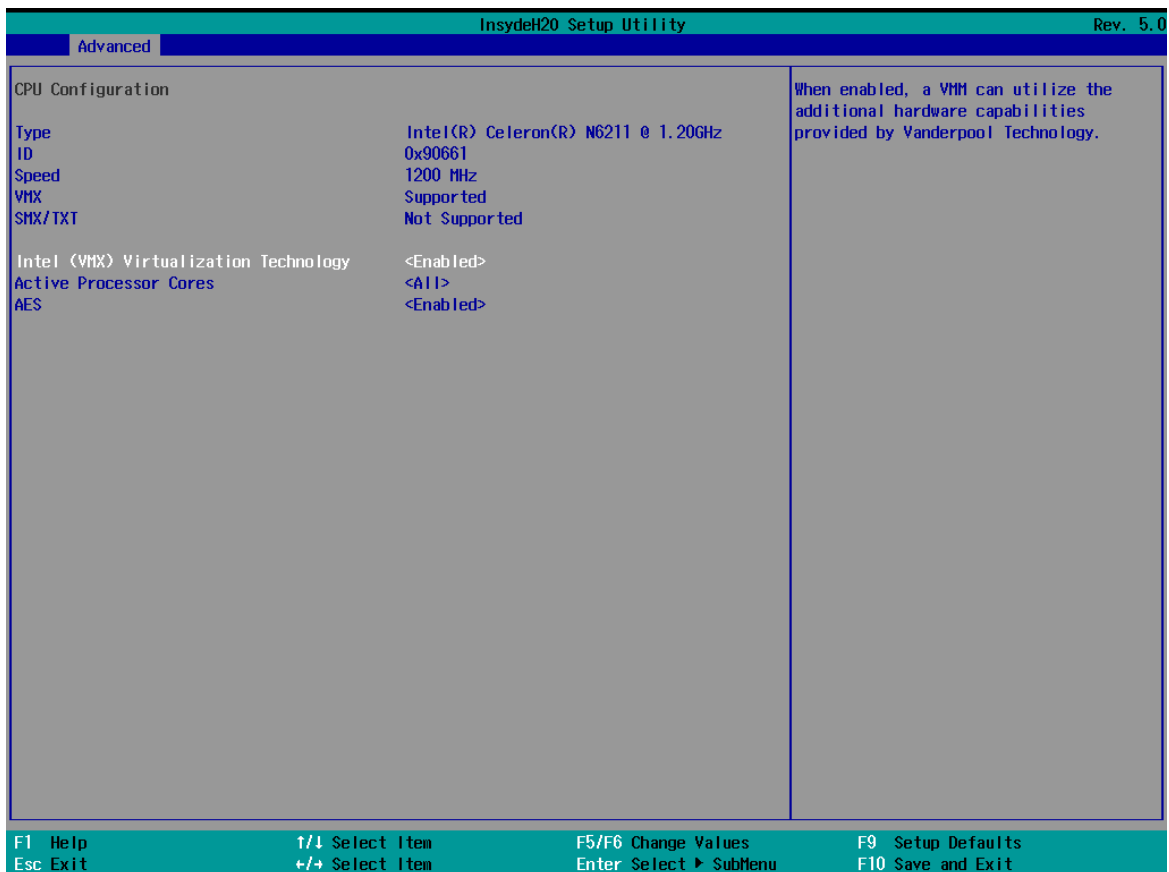 InsydeH20 Setup Utility Rev. 5.0
Advanced
CPU Configuration
Type Intel(R) Celeron(R) N6211 @ 1.20GHz
ID 0x90661
Speed 1200 MHz
VMX Supported
SMX/TXT Not Supported
Intel (VMX) Virtualization Technology <Enabled>
Active Processor Cores <All>
AES <Enabled>
When enabled, a VMM can utilize the
additional hardware capabilities
provided by Vanderpool Technology.
F1 Help ↑/↓ Select Item F5/F6 Change Values F9 Setup Defaults
Esc Exit ←/→ Select Item Enter Select ▶ SubMenu F10 Save and Exit